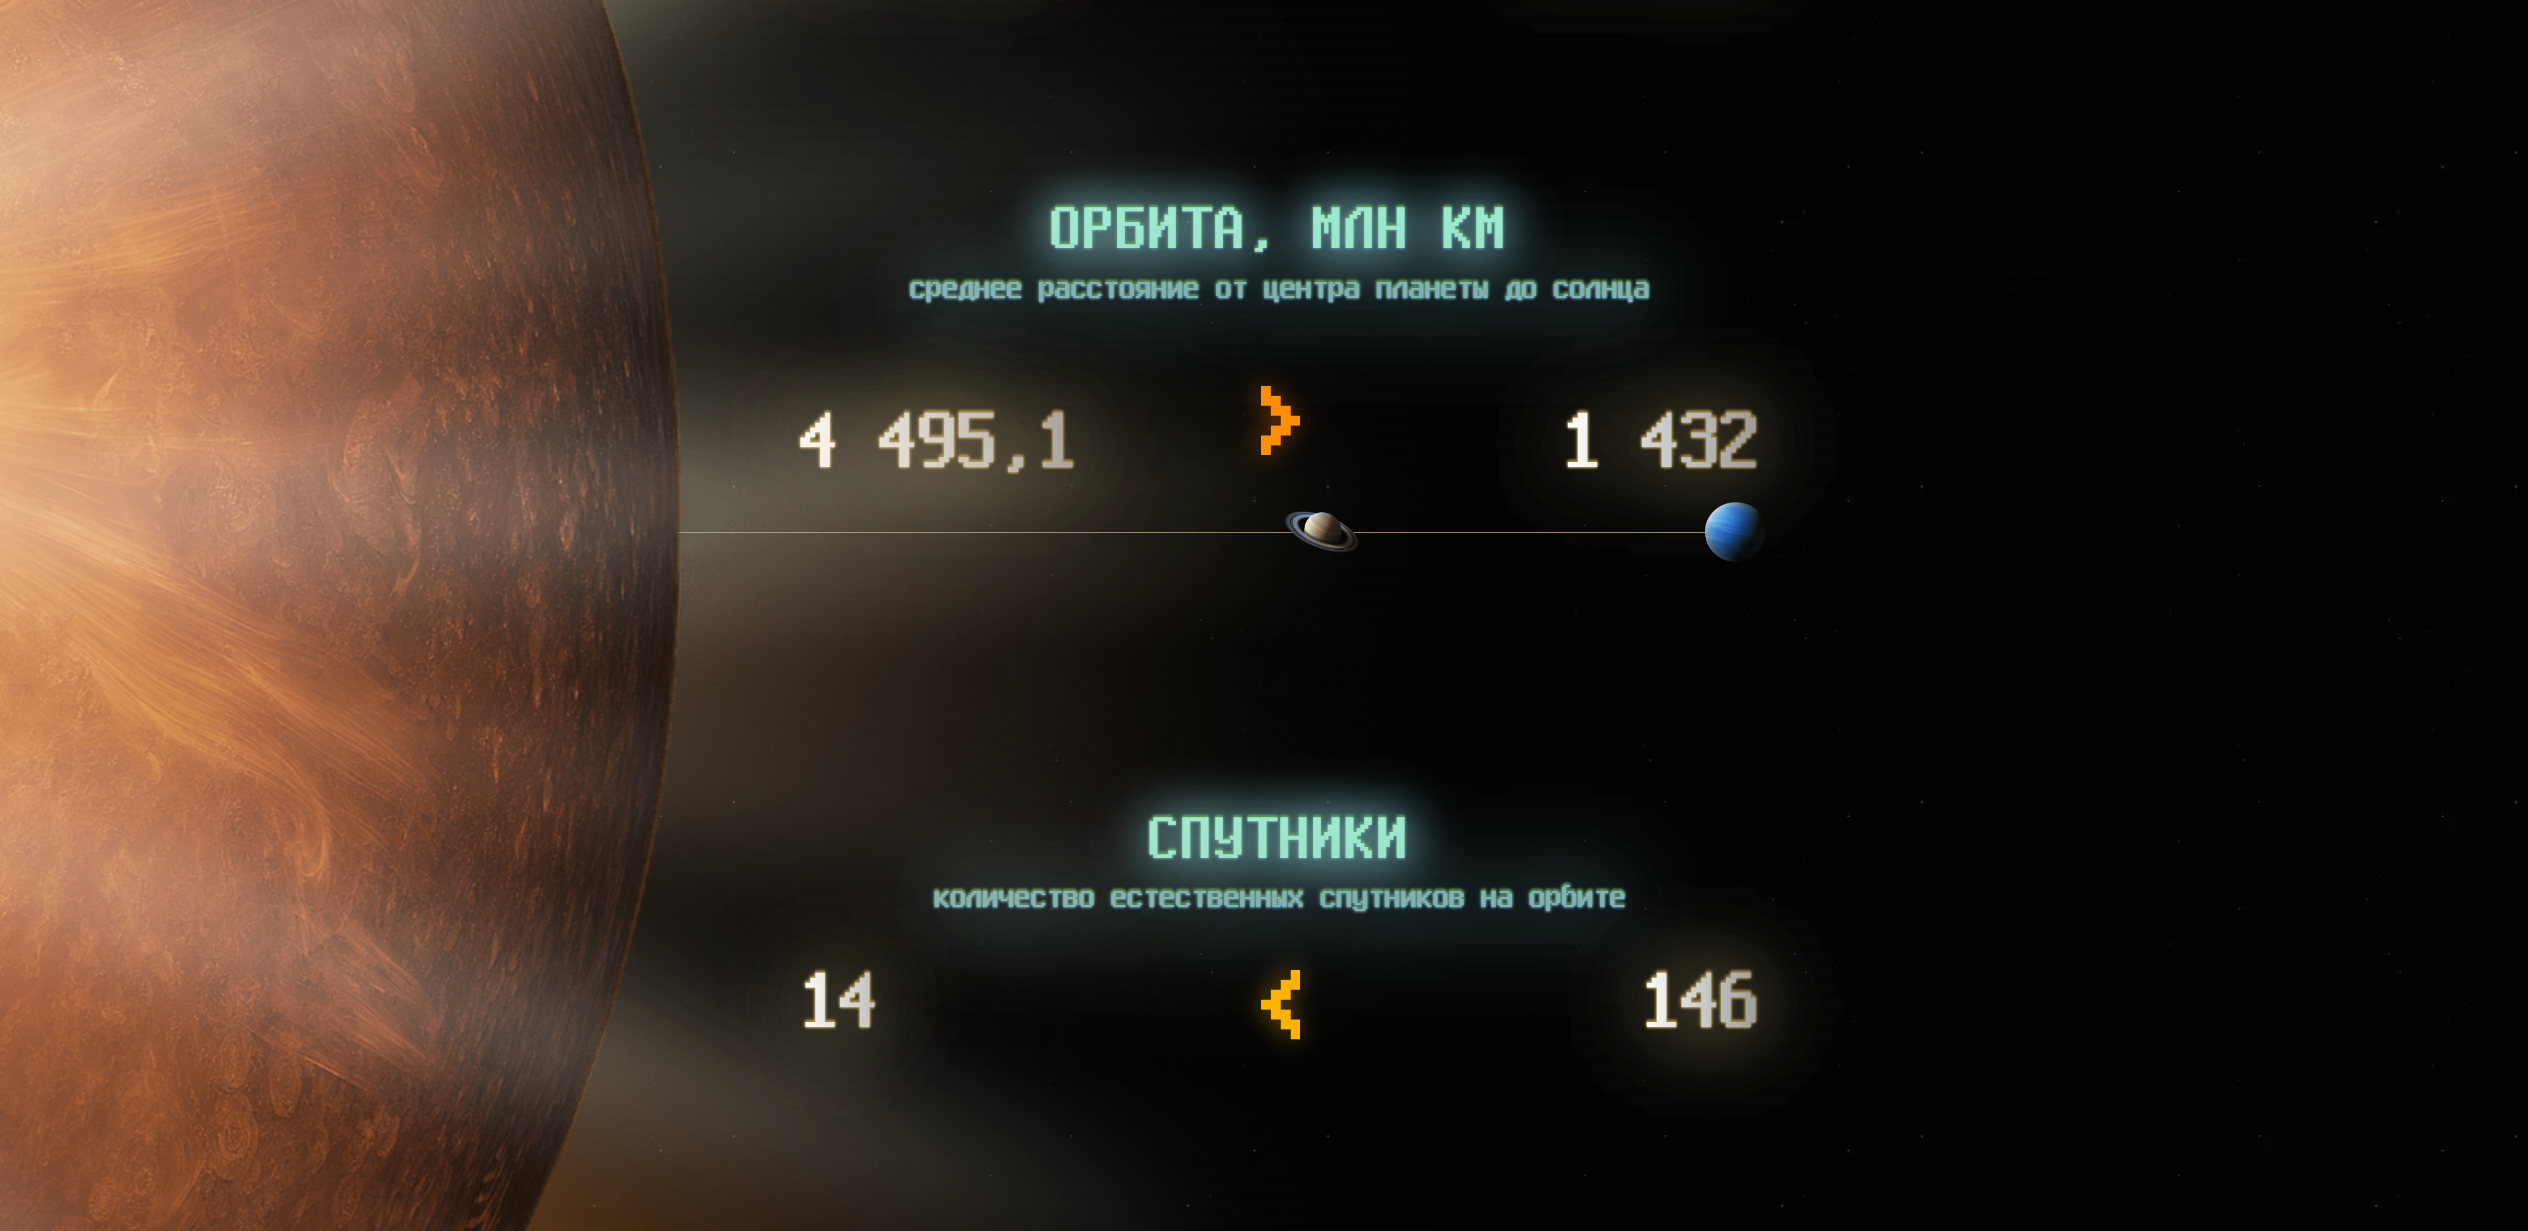 ОРБИТА, МЛН КМ
среднее расстояние от центра планеты до солнца
4 495,1 > 1 432
СПУТНИКИ
количество естественных спутников на орбите
14 < 146